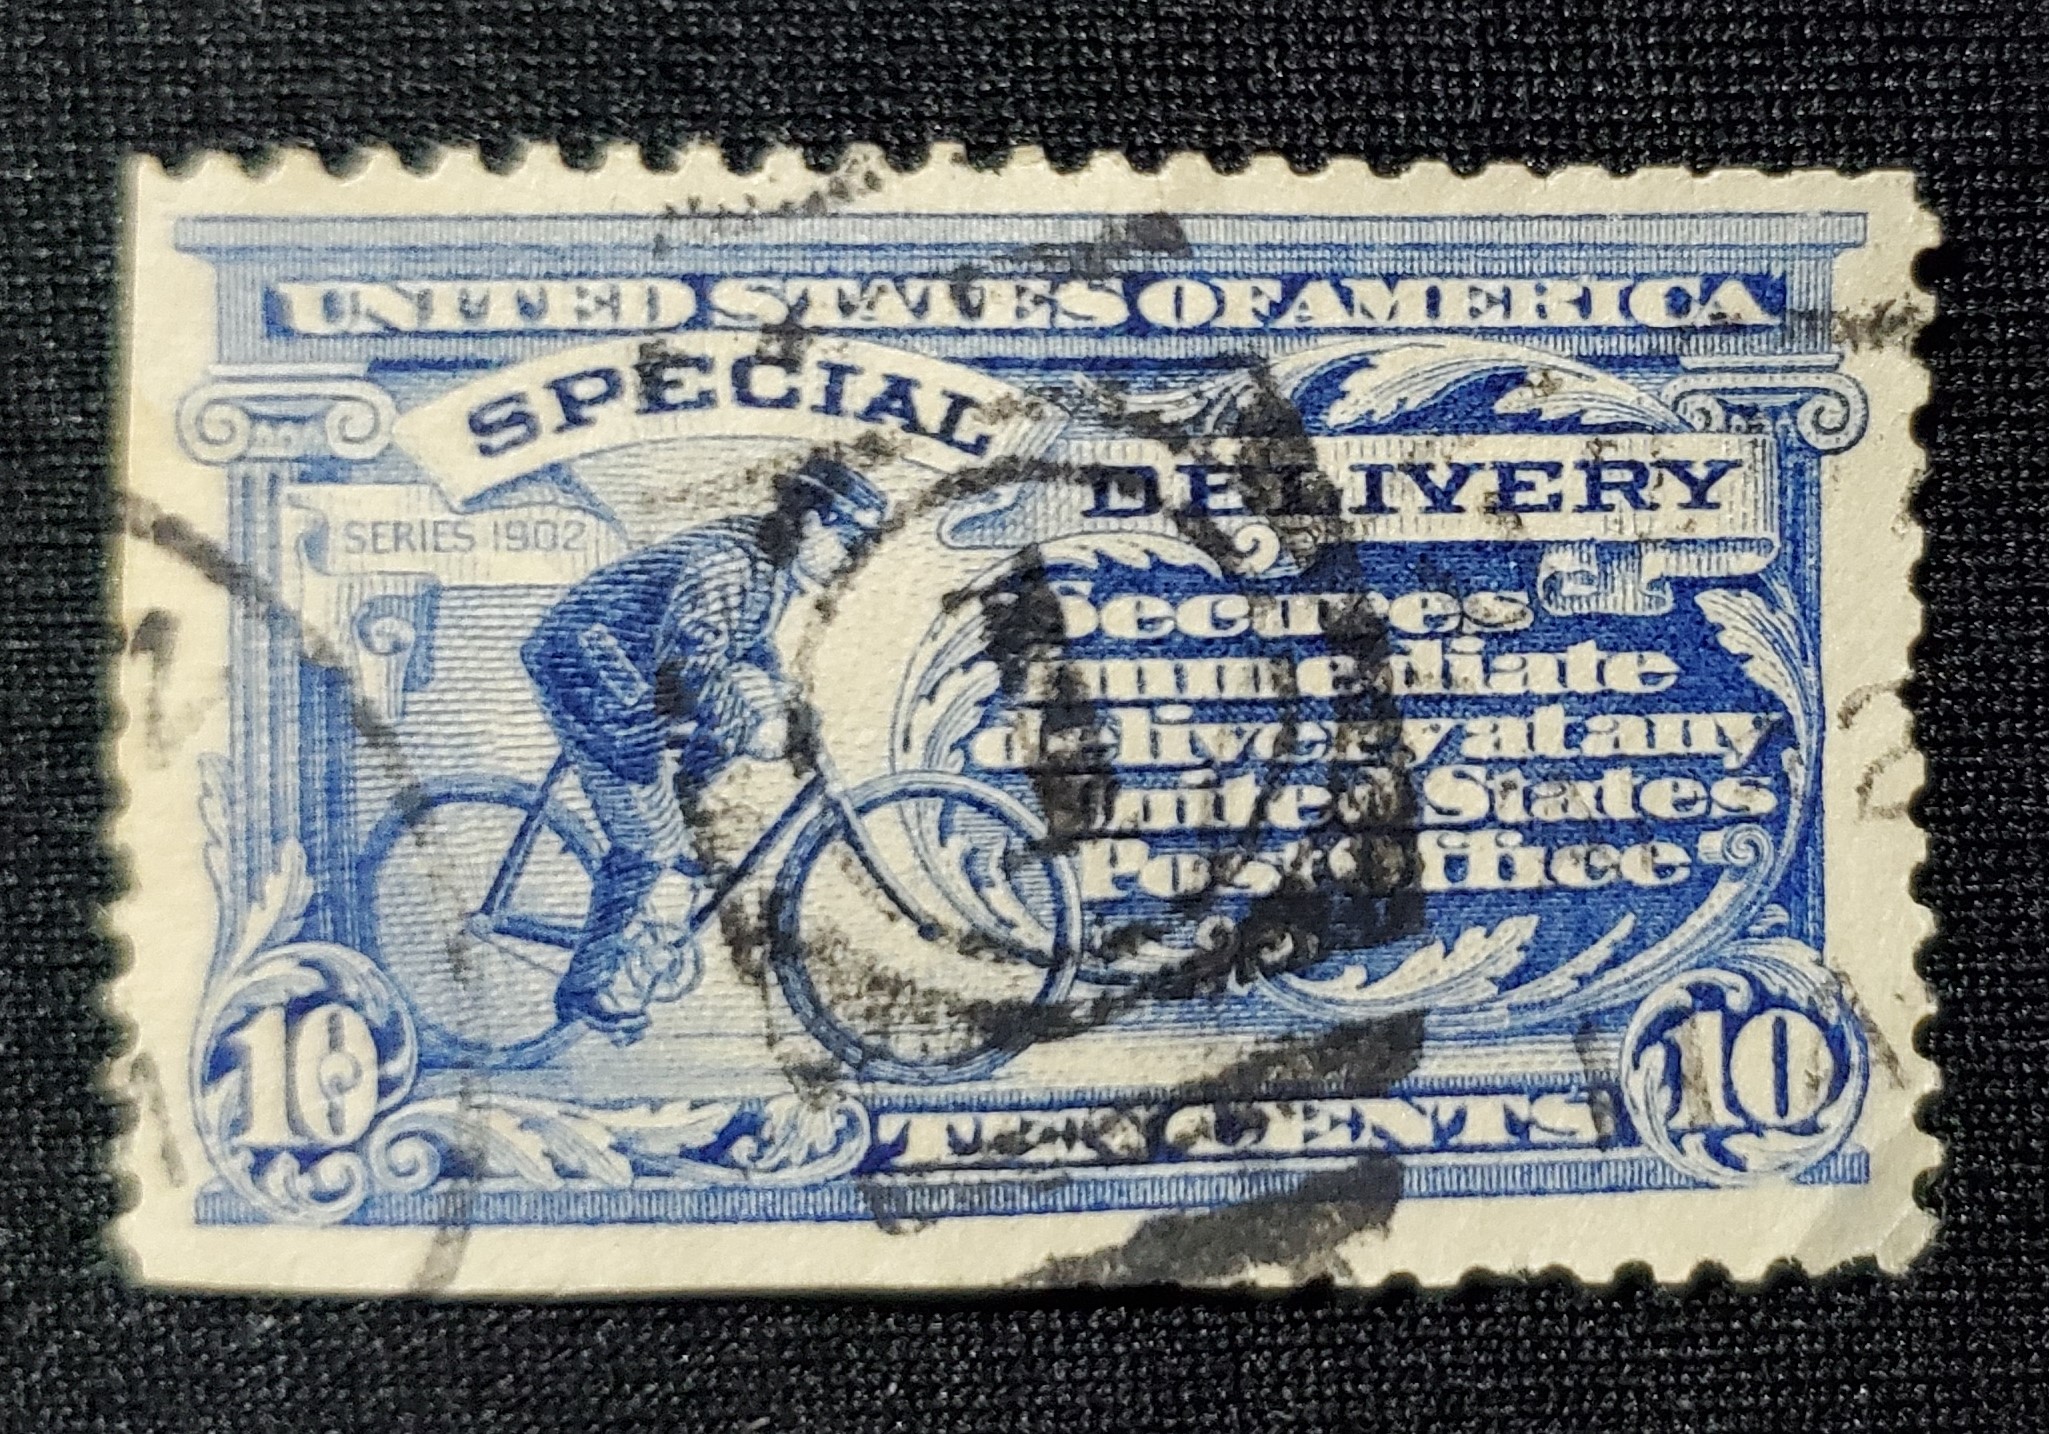 UNITED STATES OF AMERICA
SPECIAL
DELIVERY
SERIES 1902
Secures
immediate
delivery at any
United States
Post Office
10
TEN CENTS
10